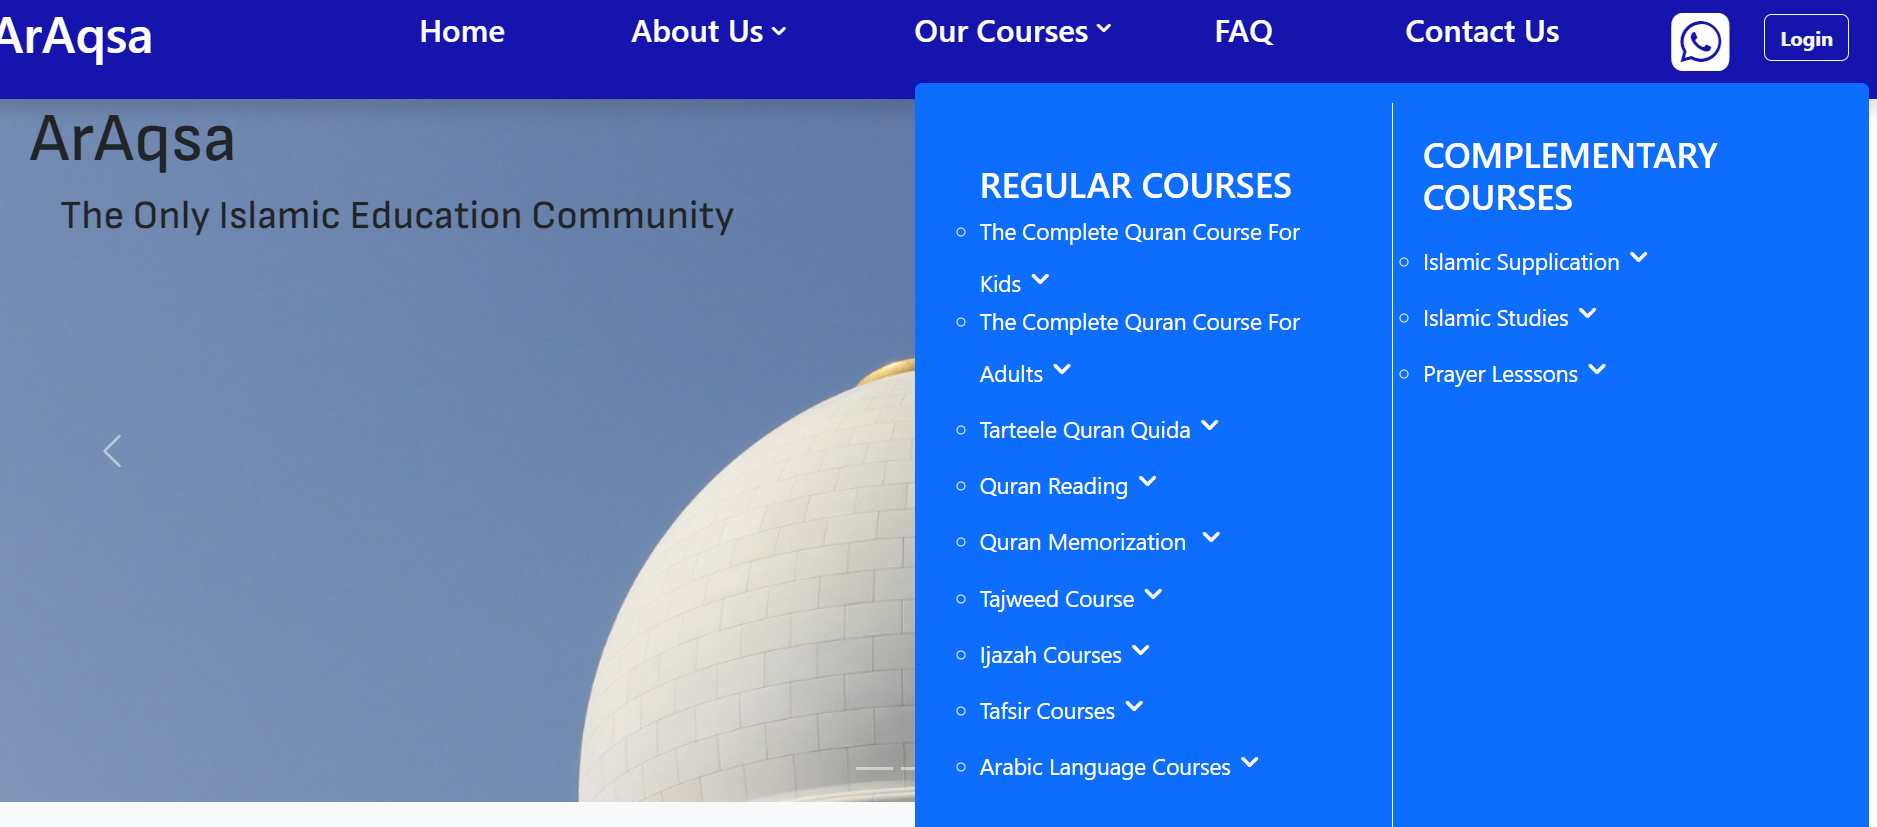 ArAqsa
Home
About Us
Our Courses
FAQ
Contact Us
Login
ArAqsa
The Only Islamic Education Community
REGULAR COURSES
The Complete Quran Course For
Kids
The Complete Quran Course For
Adults
Tarteele Quran Quida
Quran Reading
Quran Memorization
Tajweed Course
Ijazah Courses
Tafsir Courses
Arabic Language Courses
COMPLEMENTARY
COURSES
Islamic Supplication
Islamic Studies
Prayer Lesssons